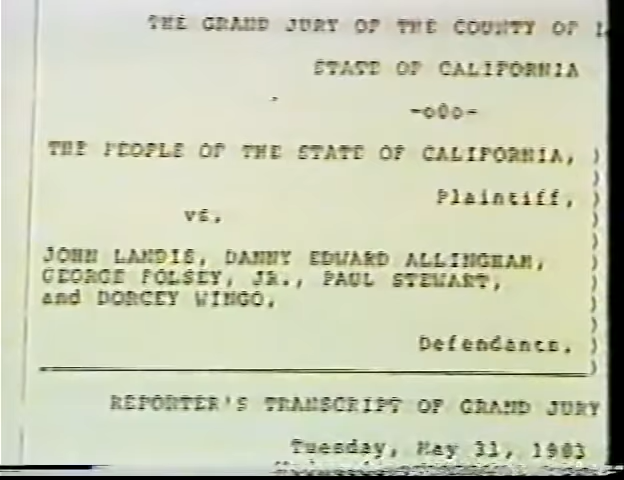 THE GRAND JURY OF THE COUNTY OF L
STATE OF CALIFORNIA
-o0o-
THE PEOPLE OF THE STATE OF CALIFORNIA, )
Plaintiff, )
vs.
JOHN LANDIS, DANNY EDWARD ALLINGHAM,
GEORGE FOLSEY, JR., PAUL STEWART,
and DORCEY WINGO,
Defendants. )
REPORTER'S TRANSCRIPT OF GRAND JURY
Tuesday, May 31, 1983